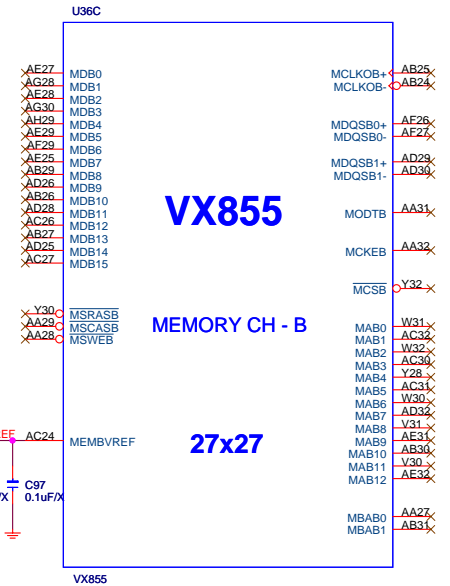 U36C
AE27 MDB0 MCLKOB+ AB25
AG28 MDB1 MCLKOB- AB24
AE28 MDB2
AG30 MDB3
AH29 MDB4 MDQSB0+ AF26
AE29 MDB5 MDQSB0- AF27
AF29 MDB6
AE25 MDB7 MDQSB1+ AD29
AB29 MDB8 MDQSB1- AD30
AD26 MDB9
AB26 MDB10
AD28 MDB11 MODTB AA31
AC26 MDB12
AB27 MDB13
AD25 MDB14 MCKEB AA32
AC27 MDB15
VX855
MCSB Y32
Y30 MSRASB
AA29 MSCASB
AA28 MSWEB
MEMORY CH - B
MAB0 W31
MAB1 AC32
MAB2 W32
MAB3 AC30
MAB4 Y28
MAB5 AC31
MAB6 W30
MAB7 AD32
MAB8 V31
MAB9 AE31
MAB10 AB30
MAB11 V30
MAB12 AE32
EF AC24 MEMBVREF
27x27
C97
/X 0.1uF/X
MBAB0 AA27
MBAB1 AB31
VX855